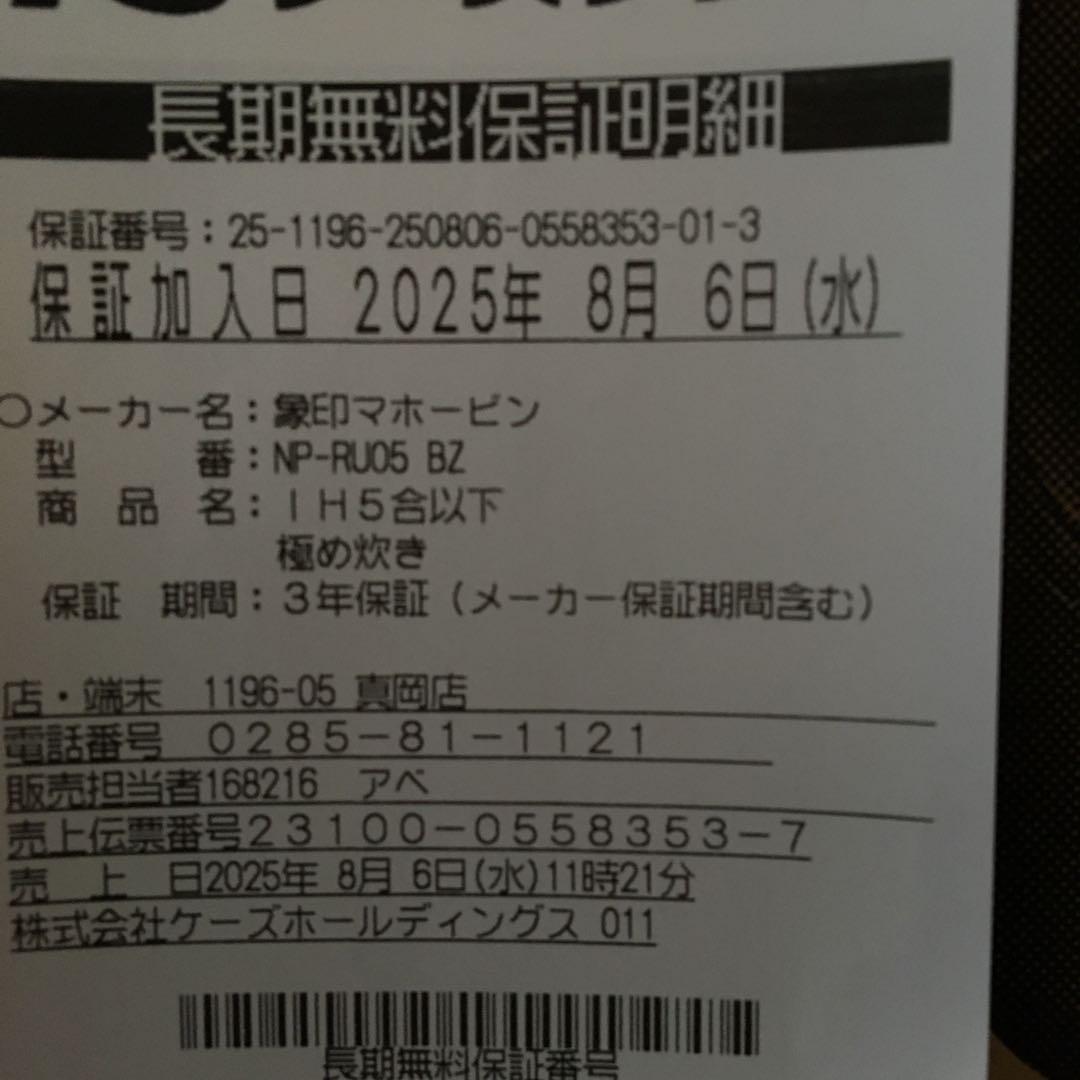 長期無料保証明細
保証番号：25-1196-250806-0558353-01-3
保証加入日 2025年 8月 6日(水)
○メーカー名：象印マホービン
型　　　番：NP-RU05 BZ
商　品　名：ＩＨ５合以下
極め炊き
保証　期間：３年保証（メーカー保証期間含む）
店・端末　1196-05 真岡店
電話番号　０２８５－８１－１１２１
販売担当者168216　アベ
売上伝票番号２３１００－０５５８３５３－７
売　上　日2025年 8月 6日(水)11時21分
株式会社ケーズホールディングス 011
長期無料保証番号